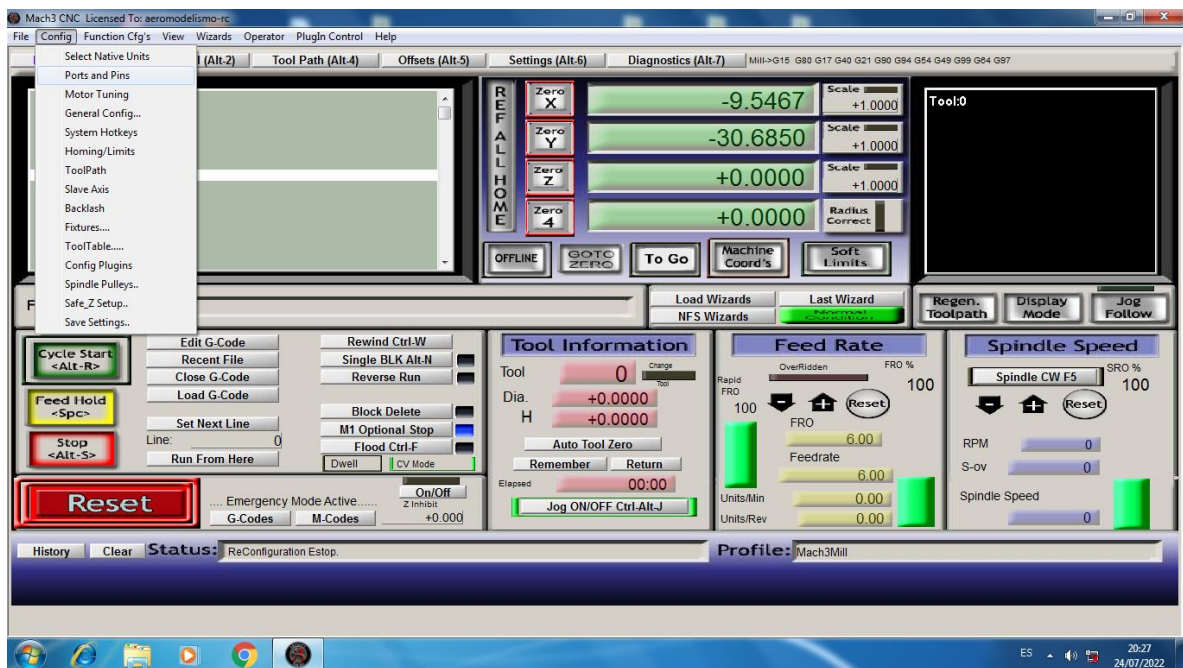 Mach3 CNC Licensed To: aeromodelismo-rc
File Config Function Cfg's View Wizards Operator PlugIn Control Help
Select Native Units
Ports and Pins
Motor Tuning
General Config...
System Hotkeys
Homing/Limits
ToolPath
Slave Axis
Backlash
Fixtures....
ToolTable.....
Config Plugins
Spindle Pulleys..
Safe_Z Setup..
Save Settings..
(Alt-2) Tool Path (Alt-4) Offsets (Alt-5) Settings (Alt-6) Diagnostics (Alt-7) Mill->G15 G80 G17 G40 G21 G90 G94 G54 G49 G99 G64 G97
REF ALL HOME
Zero X -9.5467 Scale +1.0000
Zero Y -30.6850 Scale +1.0000
Zero Z +0.0000 Scale +1.0000
Zero 4 +0.0000 Radius Correct
OFFLINE GOTO ZERO To Go Machine Coord's Soft Limits
Tool:0
Load Wizards Last Wizard
NFS Wizards Normal Condition
Regen. Toolpath Display Mode Jog Follow
Cycle Start <Alt-R>
Feed Hold <Spc>
Stop <Alt-S>
Edit G-Code Rewind Ctrl-W
Recent File Single BLK Alt-N
Close G-Code Reverse Run
Load G-Code
Block Delete
Set Next Line M1 Optional Stop
Line: 0 Flood Ctrl-F
Run From Here Dwell CV Mode
Reset
.... Emergency Mode Active......
On/Off
Z Inhibit
G-Codes M-Codes +0.000
Tool Information
Tool 0 Change Tool
Dia. +0.0000
H +0.0000
Auto Tool Zero
Remember Return
Elapsed 00:00
Jog ON/OFF Ctrl-Alt-J
Feed Rate
OverRidden FRO %
Rapid FRO 100
Reset 100
FRO
6.00
Feedrate
6.00
Units/Min 0.00
Units/Rev 0.00
Spindle Speed
Spindle CW F5 SRO %
100
Reset
RPM 0
S-ov 0
Spindle Speed
0
History Clear Status: ReConfiguration Estop. Profile: Mach3Mill
ES 20:27
24/07/2022